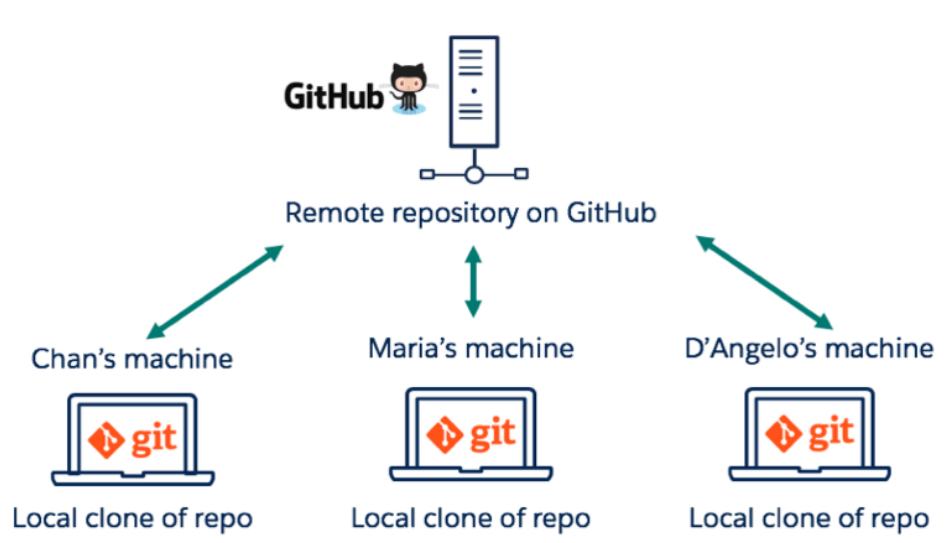 GitHub
Remote repository on GitHub
Chan's machine
Maria's machine
D'Angelo's machine
git
git
git
Local clone of repo
Local clone of repo
Local clone of repo